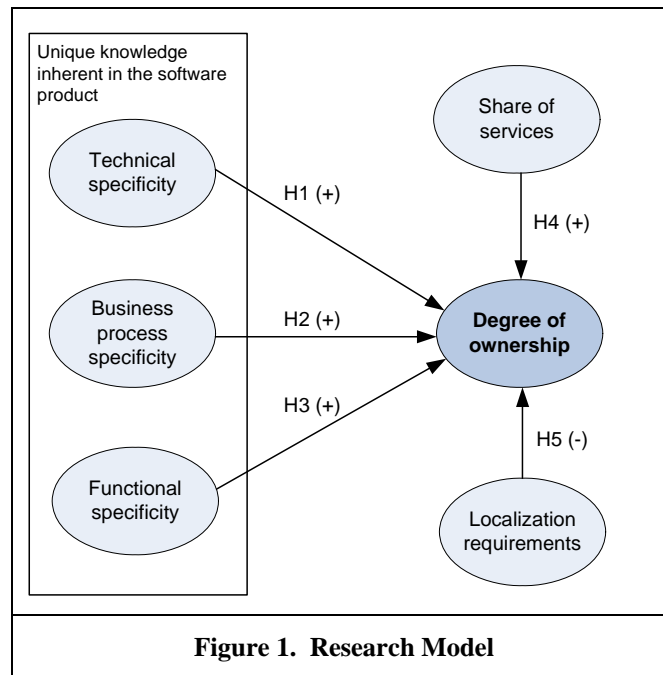 Unique knowledge
inherent in the software
product
Technical
specificity
Business
process
specificity
Functional
specificity
H1 (+)
H2 (+)
H3 (+)
Share of
services
H4 (+)
Degree of
ownership
H5 (-)
Localization
requirements
Figure 1. Research Model